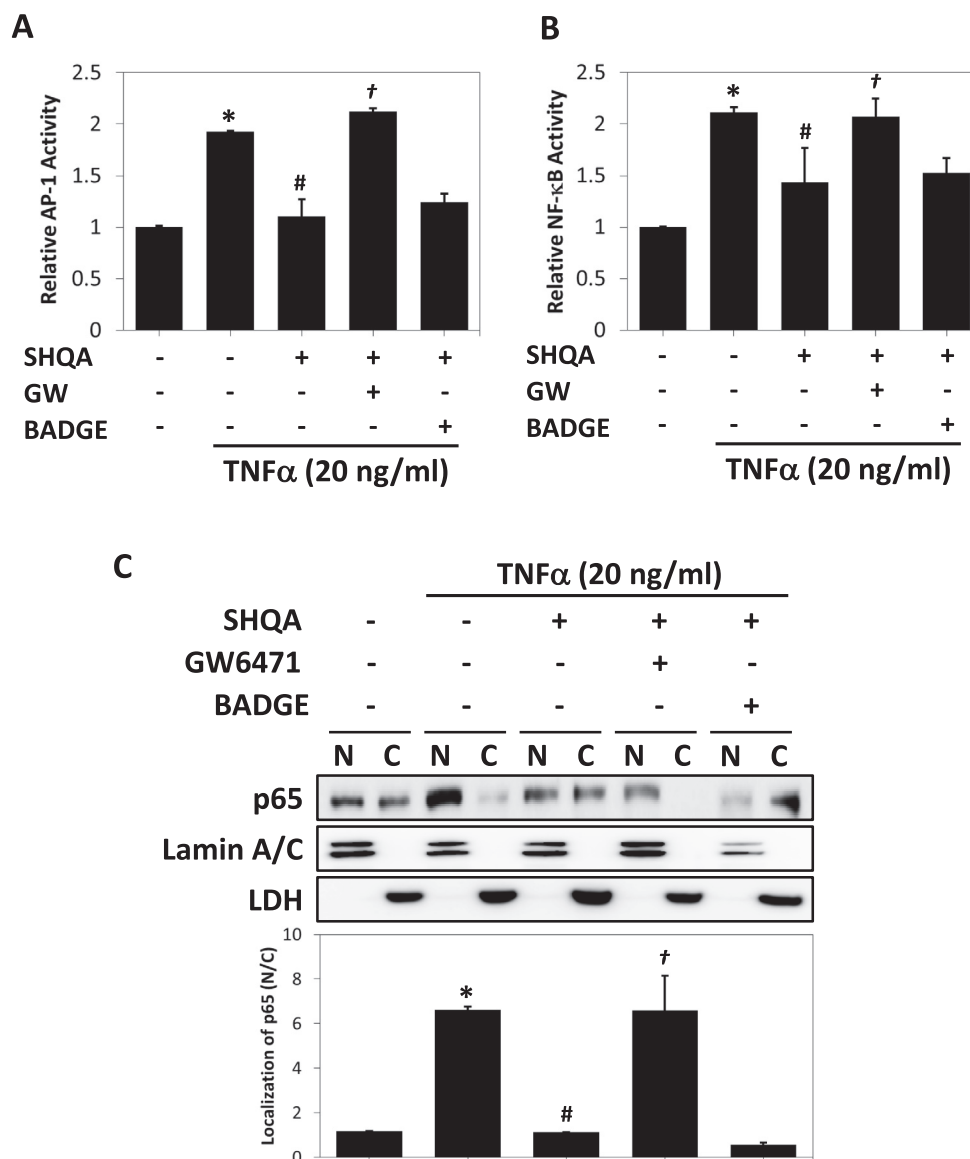 A
Relative AP-1 Activity
2.5
2
1.5
1
0.5
0
*
#
†
SHQA - - + + +
GW - - - + -
BADGE - - - - +
TNFα (20 ng/ml)
B
Relative NF-κB Activity
2.5
2
1.5
1
0.5
0
*
#
†
SHQA - - + + +
GW - - - + -
BADGE - - - - +
TNFα (20 ng/ml)
C
TNFα (20 ng/ml)
SHQA - - + + +
GW6471 - - - + -
BADGE - - - - +
N C N C N C N C N C
p65
Lamin A/C
LDH
Localization of p65 (N/C)
10
8
6
4
2
0
*
#
†